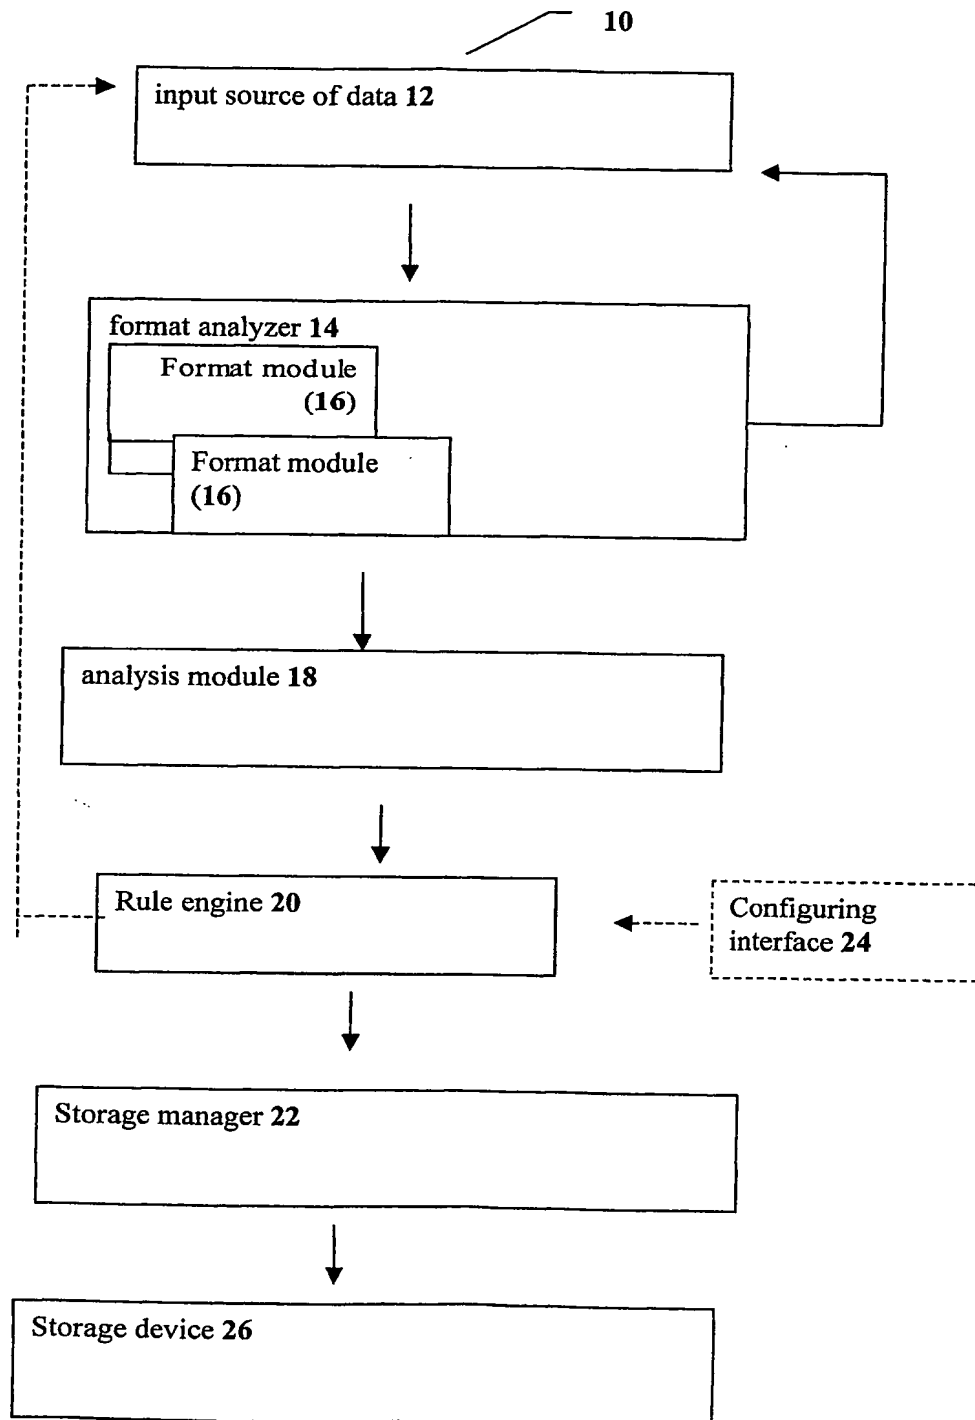 10
input source of data 12
format analyzer 14
Format module
(16)
Format module
(16)
analysis module 18
Rule engine 20
Configuring
interface 24
Storage manager 22
Storage device 26